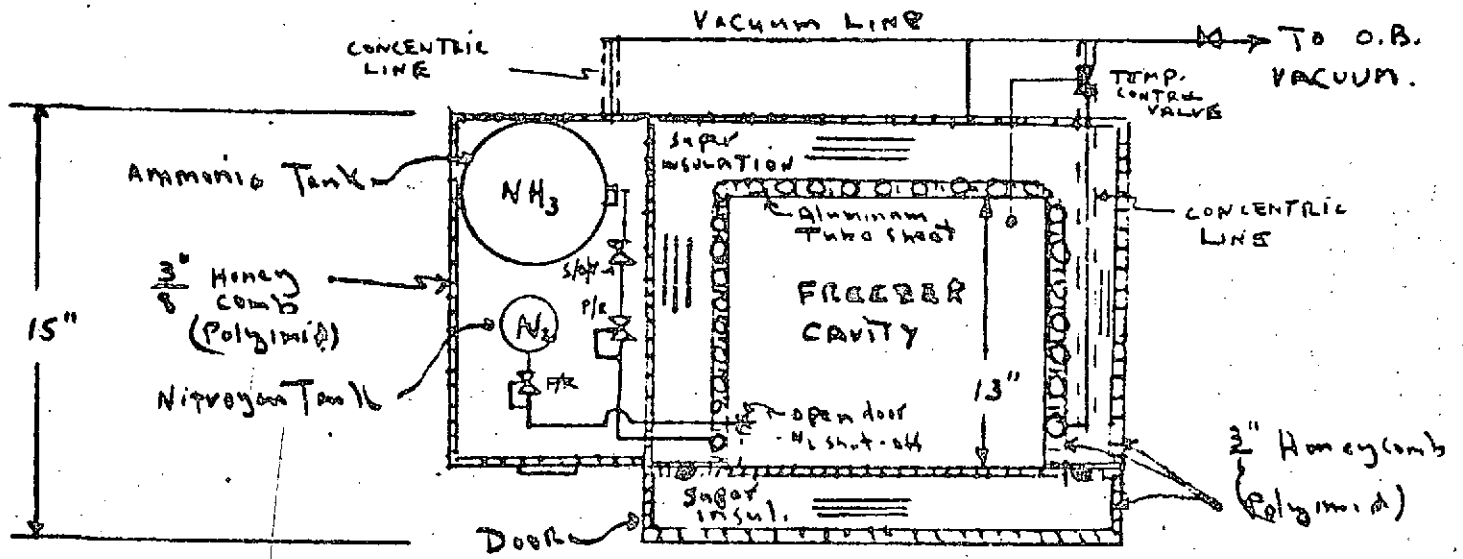 VACUUM LINE
CONCENTRIC
LINE
TO O.B.
VACUUM.
TEMP.
CONTROL
VALVE
Super
INSULATION
Ammonia Tank
NH3
Aluminum
Tube sheet
CONCENTRIC
LINE
S/O/V
3/8" Honey
comb
(Polyimid)
FREEZER
CAVITY
P/R
15"
N2
13"
P/R
Nitrogen Tank
open door
N2 shut-off
Honeycomb
(Polyimid)
Super
insul.
Door